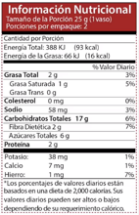 Información Nutricional
Tamaño de la Porción 25 g (1 vaso)
Porciones por empaque: 2
Cantidad por Porción
Energía Total: 388 KJ (93 kcal)
Energía de la Grasa: 66 kJ (16 kcal)
% Valor Diario
Grasa Total 2 g 3%
Grasa Saturada 1 g 5%
Grasa Trans 0 g
Colesterol 0 mg 0%
Sodio 58 mg 3%
Carbohidratos Totales 17 g 6%
Fibra Dietética 2 g 7%
Azúcares Totales 6 g
Proteína 2 g
Potasio 38 mg 1%
Calcio 7 mg 1%
Hierro 1 mg 7%
*Los porcentajes de valores diarios están
basados en una dieta de 2,000 calorías. Sus
valores diarios pueden ser altos o bajos
dependiendo de su requerimiento calórico.